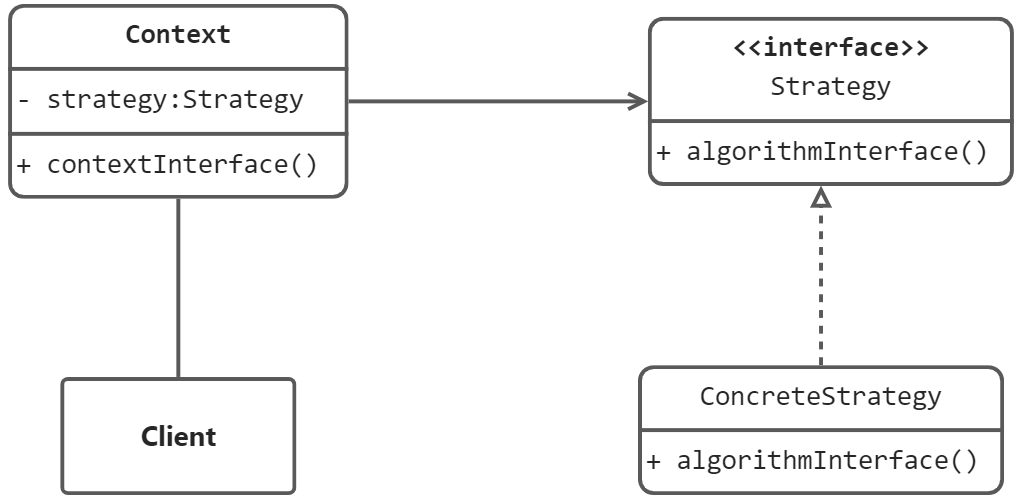 Context
- strategy:Strategy
+ contextInterface()
<<interface>>
Strategy
+ algorithmInterface()
Client
ConcreteStrategy
+ algorithmInterface()